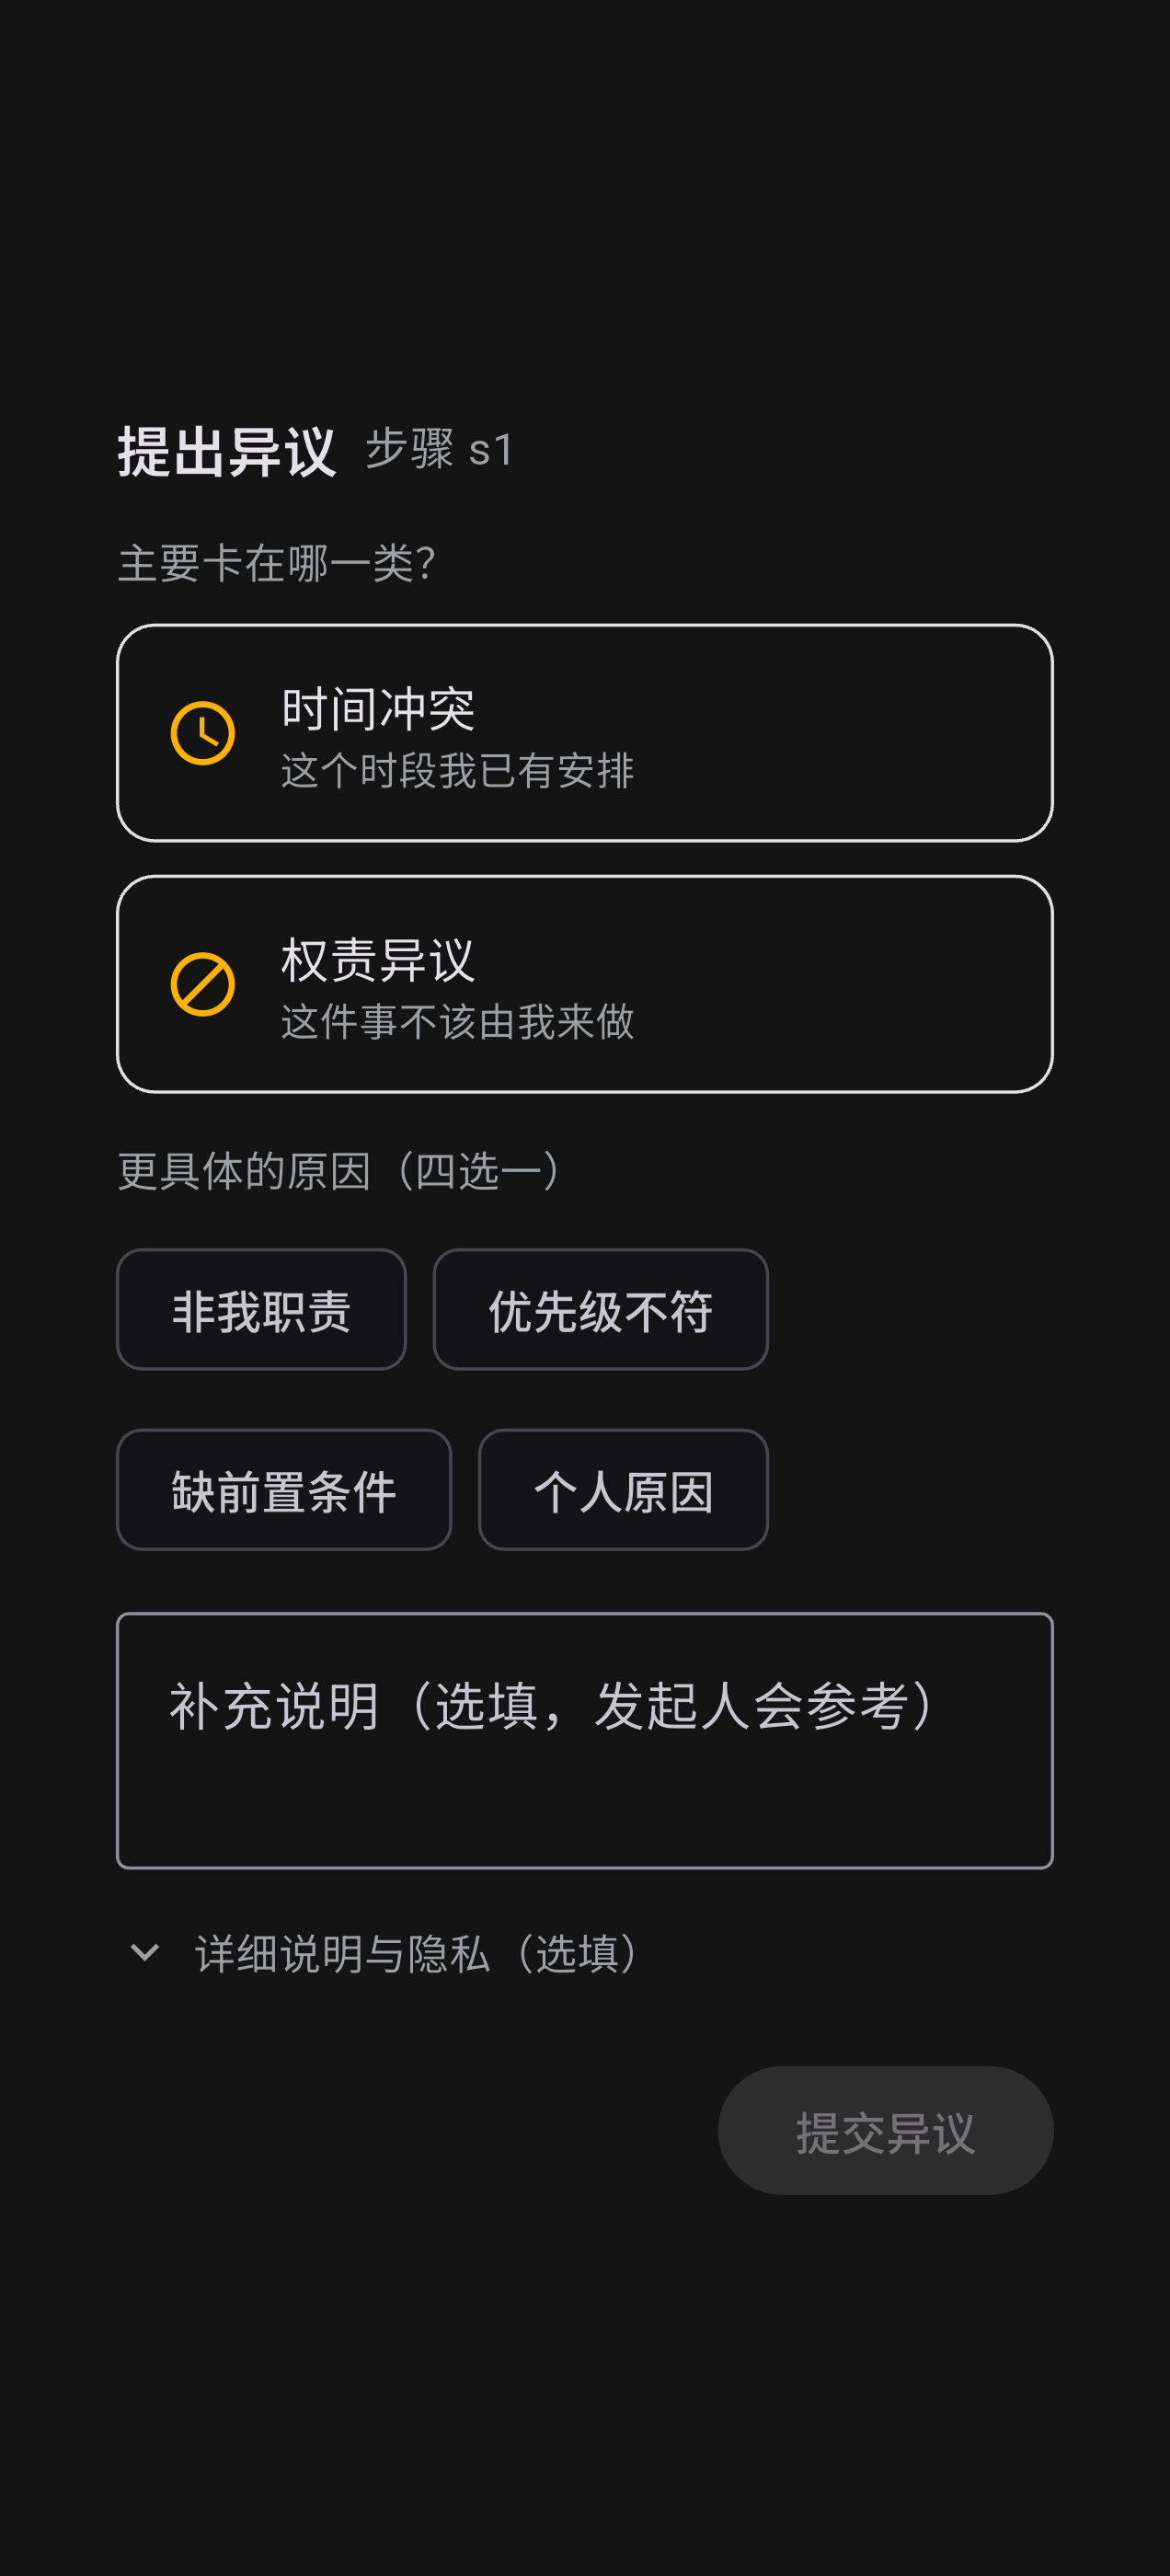 提出异议 步骤 s1
主要卡在哪一类？
时间冲突
这个时段我已有安排
权责异议
这件事不该由我来做
更具体的原因（四选一）
非我职责 优先级不符
缺前置条件 个人原因
补充说明（选填，发起人会参考）
详细说明与隐私（选填）
提交异议